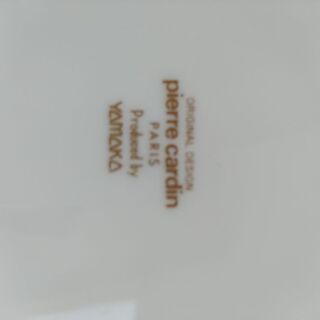 ORIGINAL DESIGN
pierre cardin
PARIS
Produced by
YAMAKA